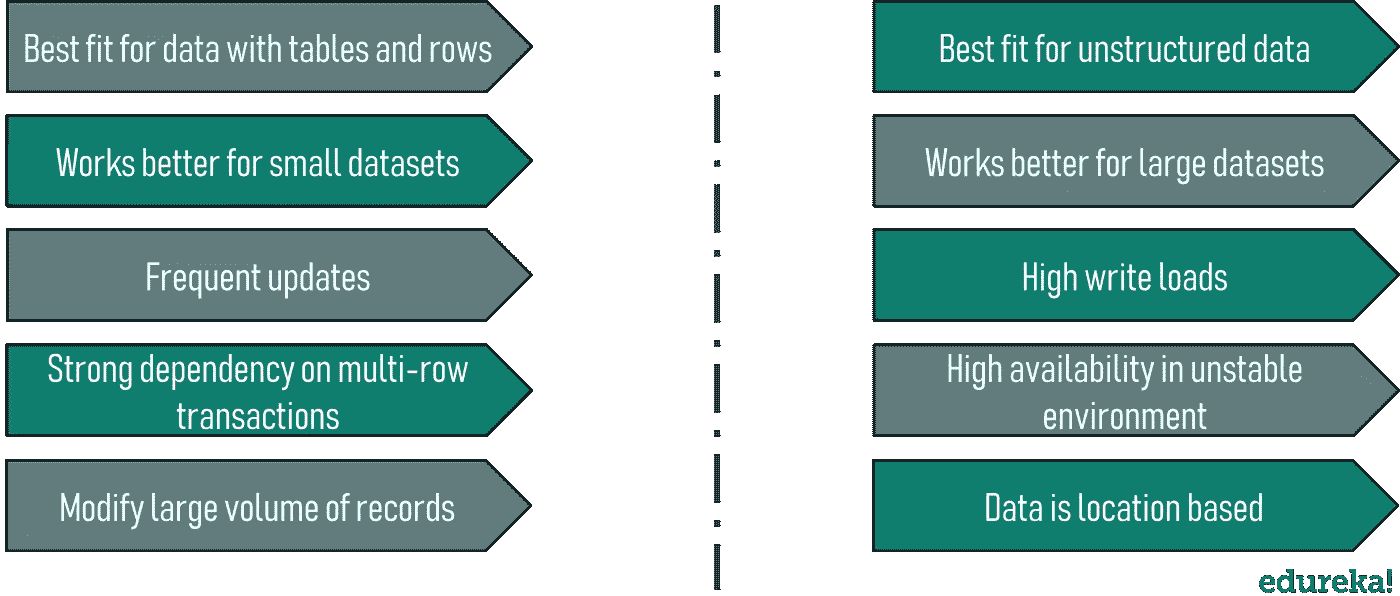 Best fit for data with tables and rows
Works better for small datasets
Frequent updates
Strong dependency on multi-row
transactions
Modify large volume of records
Best fit for unstructured data
Works better for large datasets
High write loads
High availability in unstable
environment
Data is location based
edureka!